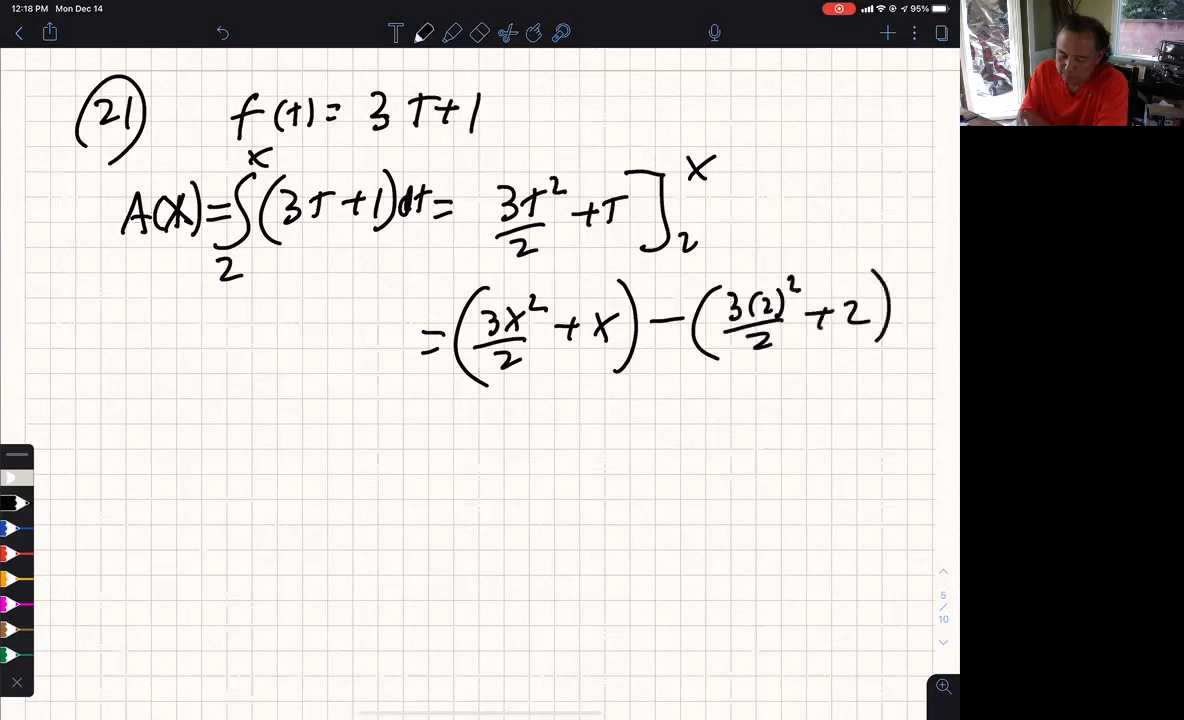 12:18 PM Mon Dec 14
95%
(21) f(t) = 3T+1
A(X) = ∫₂ˣ (3T+1)dt = 3T²/2 + T ]₂ˣ
= (3X²/2 + X) − (3(2)²/2 + 2)
5
/
10